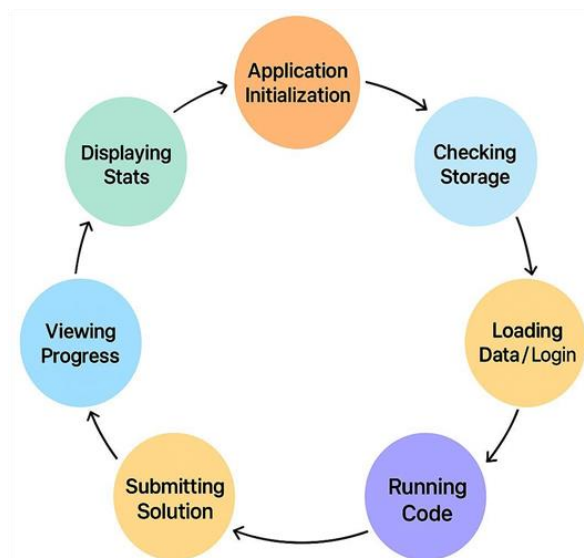 Application
Initialization
Checking
Storage
Loading
Data/Login
Running
Code
Submitting
Solution
Viewing
Progress
Displaying
Stats